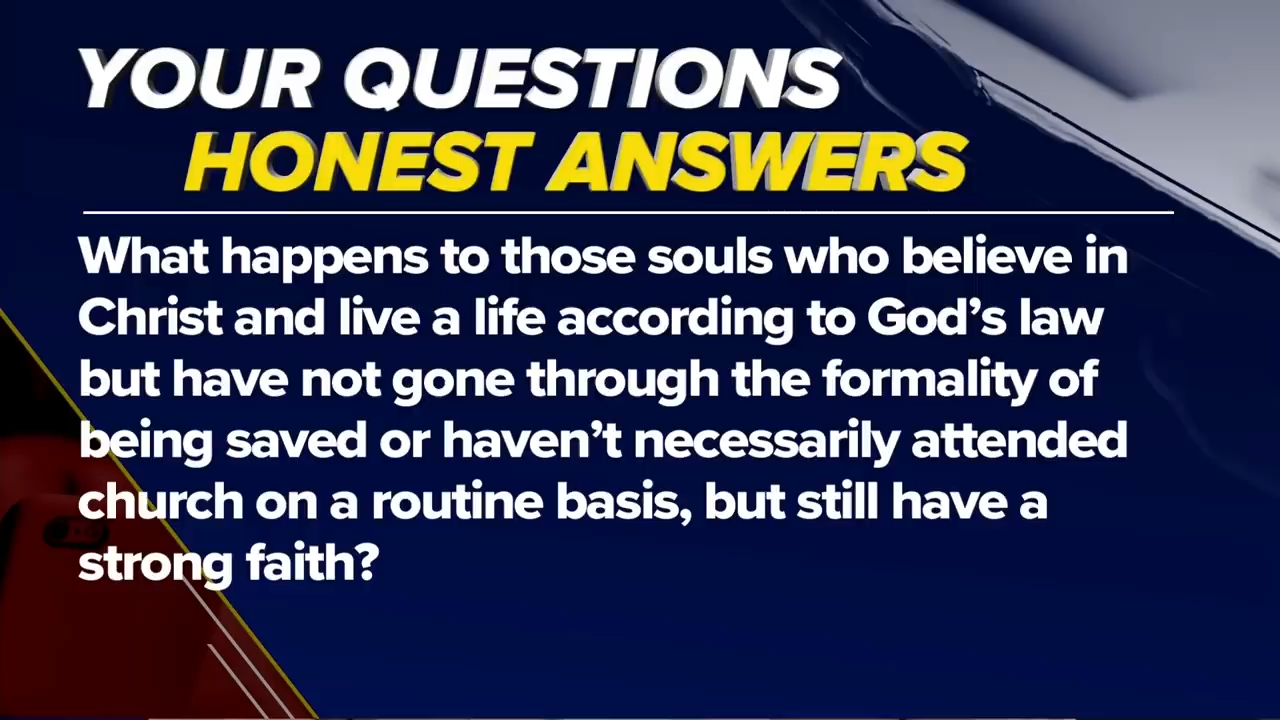 YOUR QUESTIONS
HONEST ANSWERS
What happens to those souls who believe in
Christ and live a life according to God’s law
but have not gone through the formality of
being saved or haven’t necessarily attended
church on a routine basis, but still have a
strong faith?